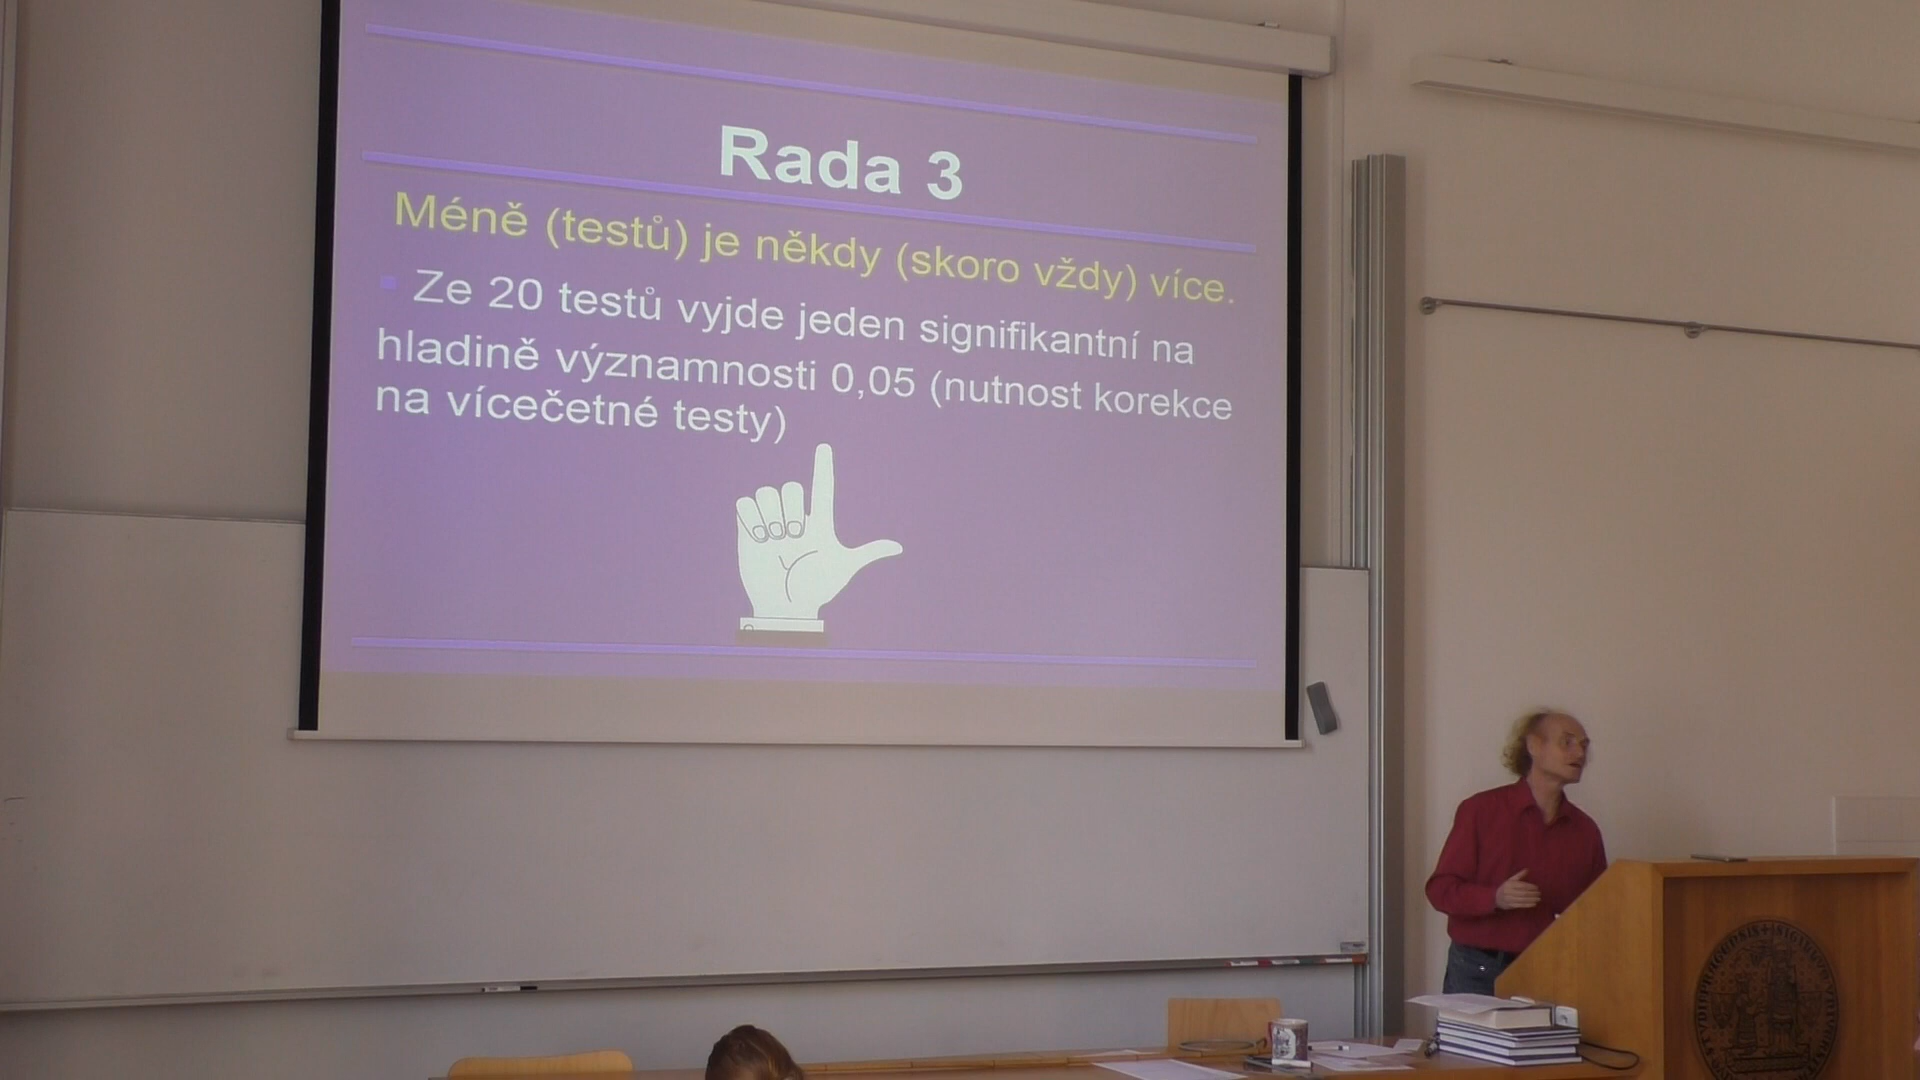 Rada 3
Méně (testů) je někdy (skoro vždy) více.
Ze 20 testů vyjde jeden signifikantní na
hladině významnosti 0,05 (nutnost korekce
na vícečetné testy)